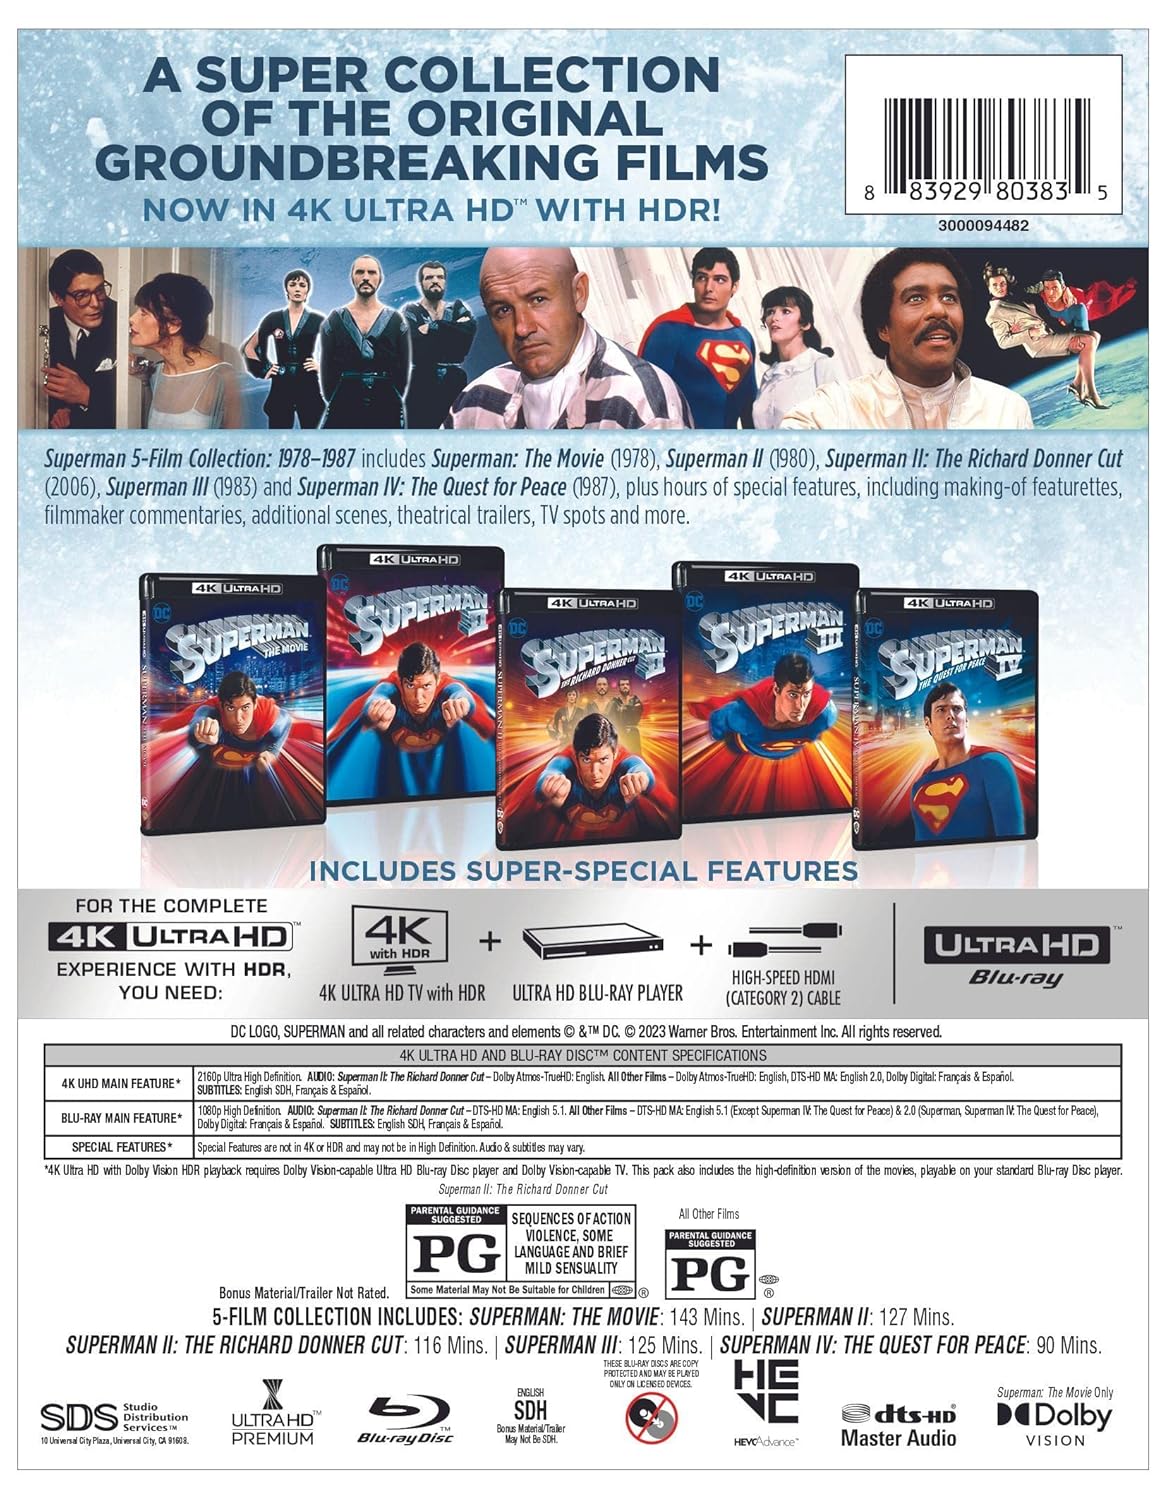 A SUPER COLLECTION
OF THE ORIGINAL
GROUNDBREAKING FILMS
NOW IN 4K ULTRA HD™ WITH HDR!
8 83929 80383 5
3000094482
Superman 5-Film Collection: 1978–1987 includes Superman: The Movie (1978), Superman II (1980), Superman II: The Richard Donner Cut
(2006), Superman III (1983) and Superman IV: The Quest for Peace (1987), plus hours of special features, including making-of featurettes,
filmmaker commentaries, additional scenes, theatrical trailers, TV spots and more.
4K ULTRA HD
DC
SUPERMAN
THE MOVIE
4K ULTRA HD
DC
SUPERMAN II
4K ULTRA HD
DC
SUPERMAN II
THE RICHARD DONNER CUT
4K ULTRA HD
DC
SUPERMAN III
4K ULTRA HD
DC
SUPERMAN IV
THE QUEST FOR PEACE
INCLUDES SUPER-SPECIAL FEATURES
FOR THE COMPLETE
4K ULTRA HD™
EXPERIENCE WITH HDR,
YOU NEED:
4K
with HDR
4K ULTRA HD TV with HDR
+
ULTRA HD BLU-RAY PLAYER
+
HIGH-SPEED HDMI
(CATEGORY 2) CABLE
ULTRA HD™
Blu-ray
DC LOGO, SUPERMAN and all related characters and elements © &™ DC. © 2023 Warner Bros. Entertainment Inc. All rights reserved.
4K ULTRA HD AND BLU-RAY DISC™ CONTENT SPECIFICATIONS
4K UHD MAIN FEATURE*
2160p Ultra High Definition. AUDIO: Superman II: The Richard Donner Cut – Dolby Atmos-TrueHD: English. All Other Films – Dolby Atmos-TrueHD: English, DTS-HD MA: English 2.0, Dolby Digital: Français & Español.
SUBTITLES: English SDH, Français & Español.
BLU-RAY MAIN FEATURE*
1080p High Definition. AUDIO: Superman II: The Richard Donner Cut – DTS-HD MA: English 5.1. All Other Films – DTS-HD MA: English 5.1 (Except Superman IV: The Quest for Peace) & 2.0 (Superman, Superman IV: The Quest for Peace),
Dolby Digital: Français & Español. SUBTITLES: English SDH, Français & Español.
SPECIAL FEATURES*
Special Features are not in 4K or HDR and may not be in High Definition. Audio & subtitles may vary.
*4K Ultra HD with Dolby Vision HDR playback requires Dolby Vision-capable Ultra HD Blu-ray Disc player and Dolby Vision-capable TV. This pack also includes the high-definition version of the movies, playable on your standard Blu-ray Disc player.
Superman II: The Richard Donner Cut
PARENTAL GUIDANCE SUGGESTED
PG
SEQUENCES OF ACTION
VIOLENCE, SOME
LANGUAGE AND BRIEF
MILD SENSUALITY
Some Material May Not Be Suitable for Children
®
All Other Films
PARENTAL GUIDANCE SUGGESTED
PG
®
Bonus Material/Trailer Not Rated.
5-FILM COLLECTION INCLUDES: SUPERMAN: THE MOVIE: 143 Mins. | SUPERMAN II: 127 Mins.
SUPERMAN II: THE RICHARD DONNER CUT: 116 Mins. | SUPERMAN III: 125 Mins. | SUPERMAN IV: THE QUEST FOR PEACE: 90 Mins.
SDS Studio Distribution Services™
10 Universal City Plaza, Universal City, CA 91608.
ULTRA HD™
PREMIUM
Blu-ray Disc™
ENGLISH
SDH
Bonus Material/Trailer
May Not Be SDH.
THESE BLU-RAY DISCS ARE COPY
PROTECTED AND MAY BE PLAYED
ONLY ON LICENSED DEVICES.
HEVC
HEVCAdvance™
dts-HD®
Master Audio
Superman: The Movie Only
Dolby
VISION